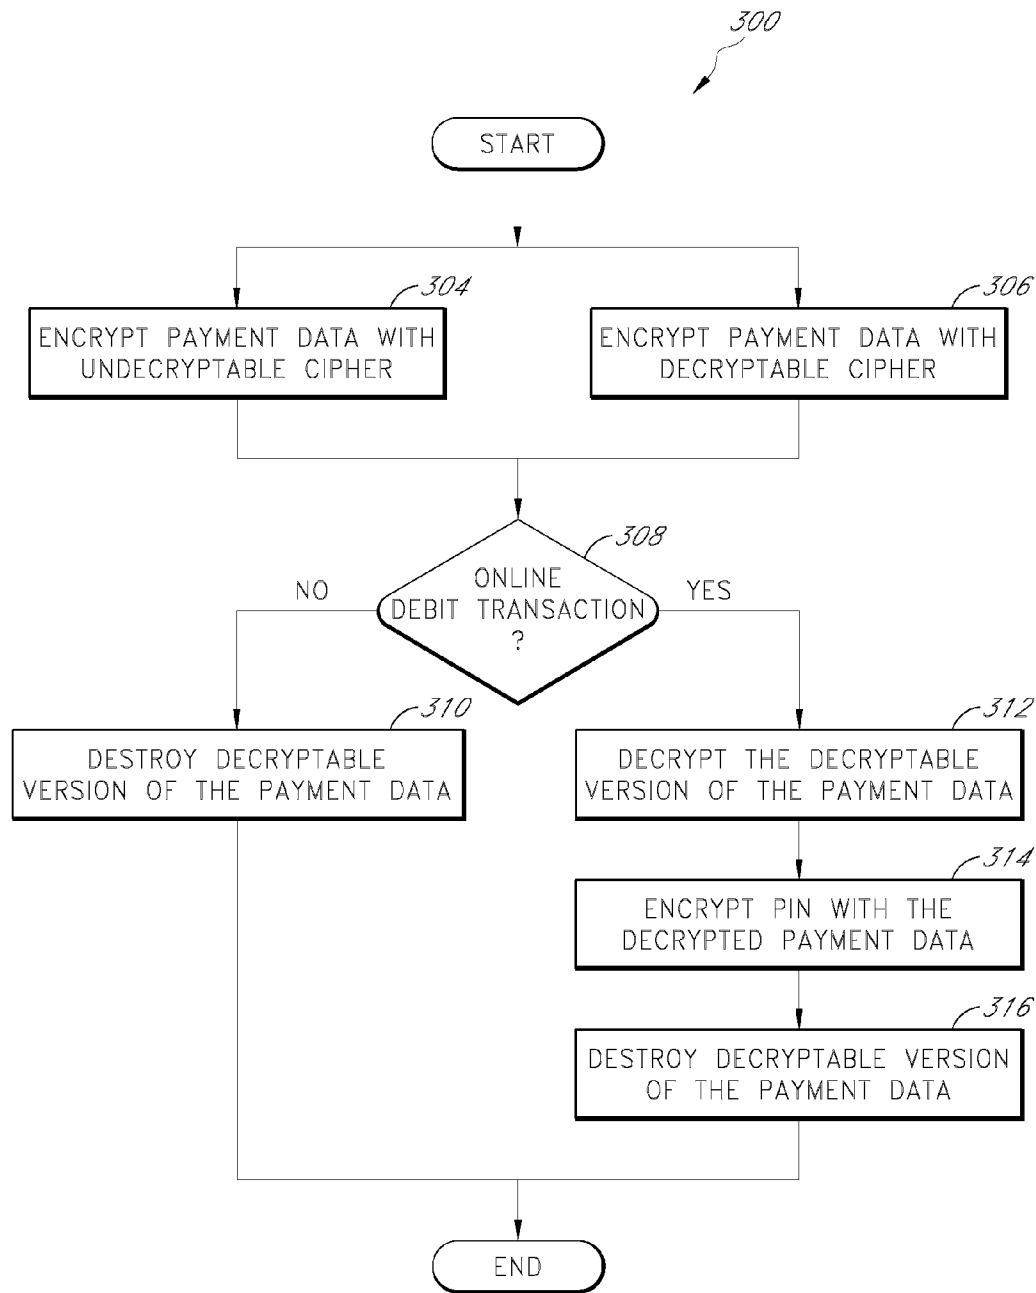 300
START
304
ENCRYPT PAYMENT DATA WITH
UNDECRYPTABLE CIPHER
306
ENCRYPT PAYMENT DATA WITH
DECRYPTABLE CIPHER
308
ONLINE
DEBIT TRANSACTION
?
NO
YES
310
DESTROY DECRYPTABLE
VERSION OF THE PAYMENT DATA
312
DECRYPT THE DECRYPTABLE
VERSION OF THE PAYMENT DATA
314
ENCRYPT PIN WITH THE
DECRYPTED PAYMENT DATA
316
DESTROY DECRYPTABLE VERSION
OF THE PAYMENT DATA
END